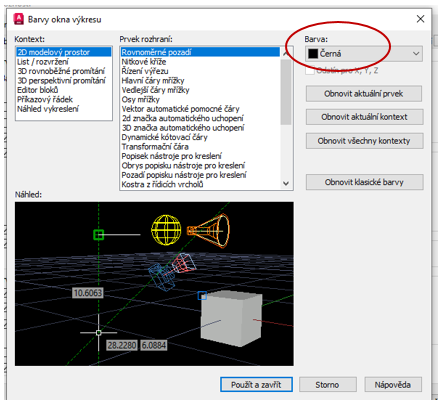 Barvy okna výkresu
Kontext:
2D modelový prostor
List / rozvržení
3D rovnoběžné promítání
3D perspektivní promítání
Editor bloků
Příkazový řádek
Náhled vykreslení
Prvek rozhraní:
Rovnoměrné pozadí
Nitkové kříže
Řízení výřezu
Hlavní čáry mřížky
Vedlejší čáry mřížky
Osy mřížky
Vektor automatické pomocné čáry
2d značka automatického uchopení
3D značka automatického uchopení
Dynamické kótovací čáry
Transformační čára
Popisek nástroje pro kreslení
Obrys popisku nástroje pro kreslení
Pozadí popisku nástroje pro kreslení
Kostra z řídicích vrcholů
Barva:
Černá
Odstín pro X, Y, Z
Obnovit aktuální prvek
Obnovit aktuální kontext
Obnovit všechny kontexty
Obnovit klasické barvy
Náhled:
10.6063
28.2280 6.0884
Použít a zavřít
Storno
Nápověda